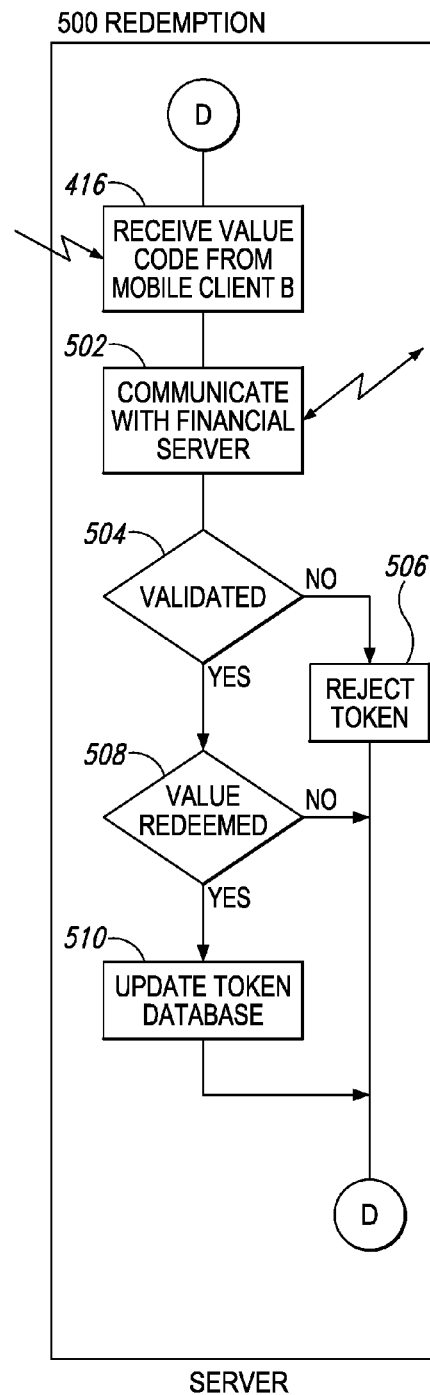 500 REDEMPTION
D
416
RECEIVE VALUE
CODE FROM
MOBILE CLIENT B
502
COMMUNICATE
WITH FINANCIAL
SERVER
504
VALIDATED
NO
YES
506
REJECT
TOKEN
508
VALUE
REDEEMED
NO
YES
510
UPDATE TOKEN
DATABASE
D
SERVER